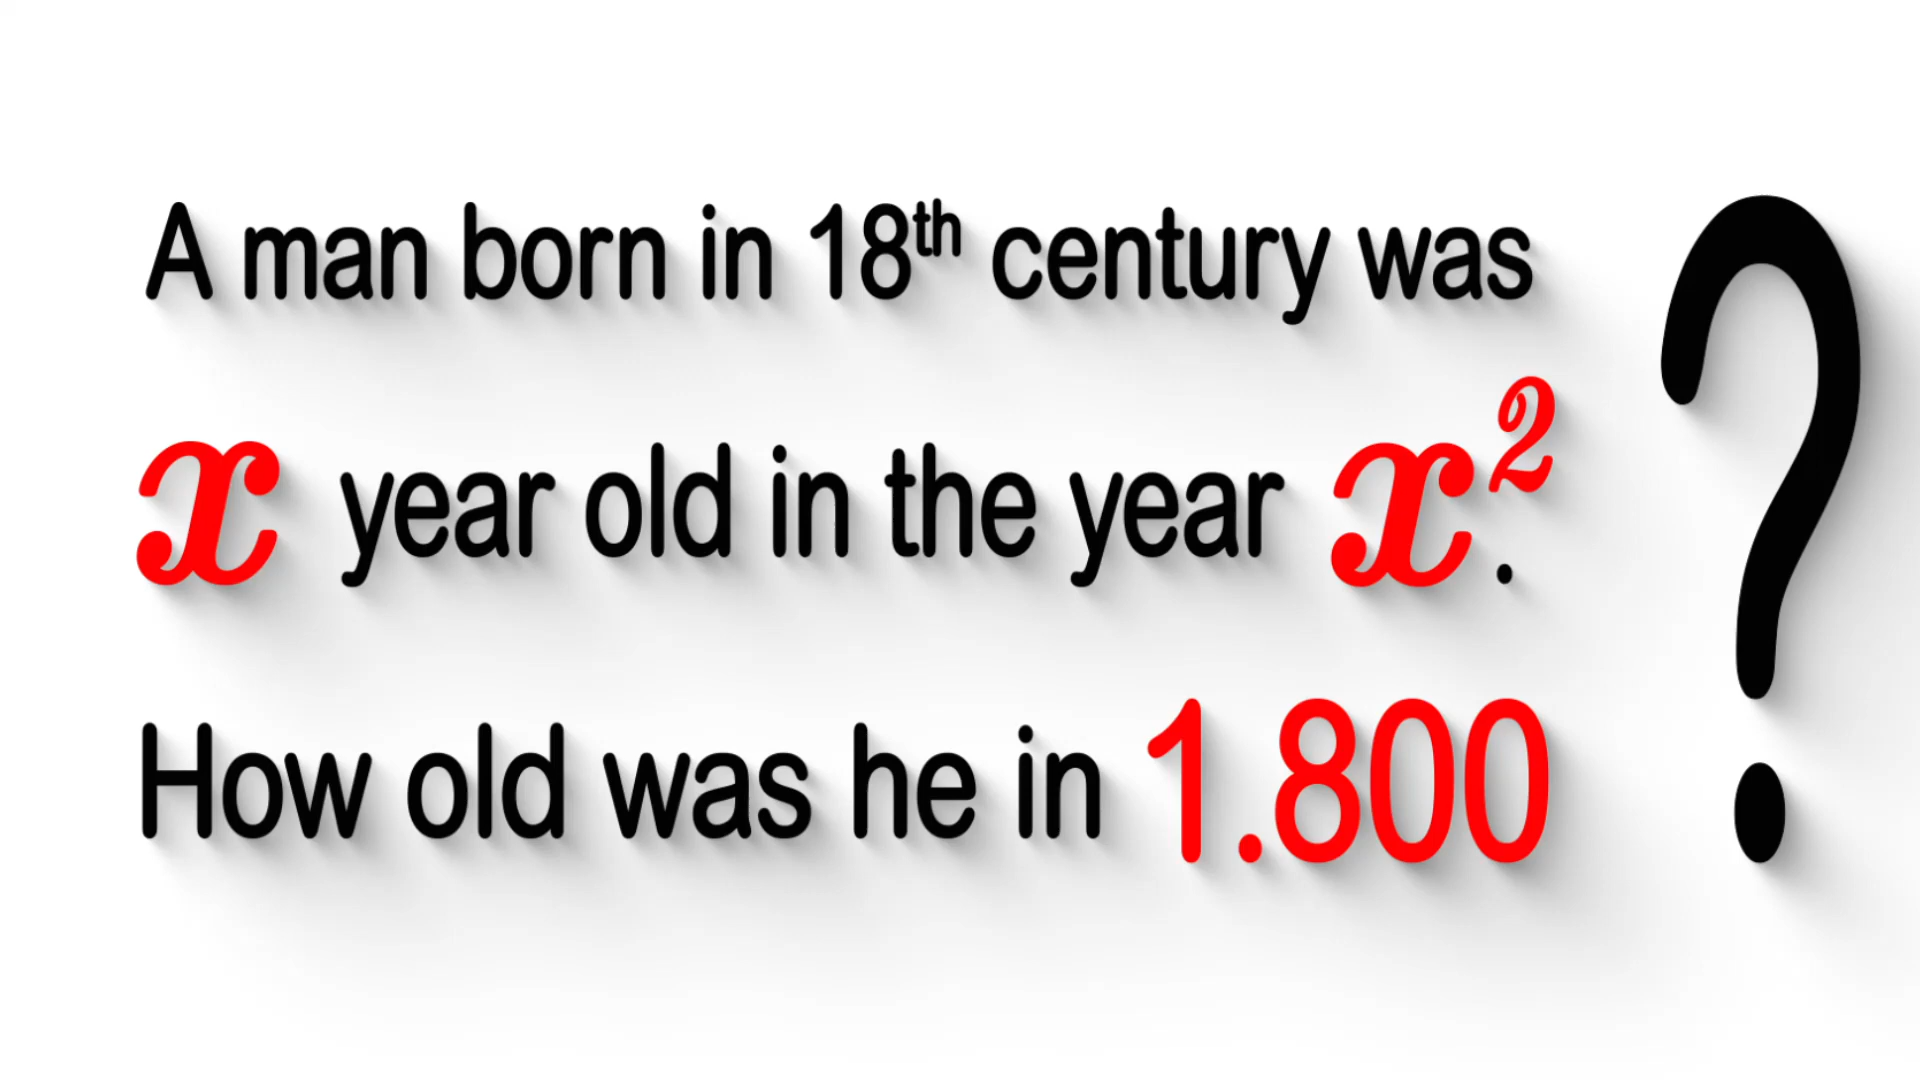 A man born in 18th century was
x year old in the year x².
How old was he in 1.800 ?